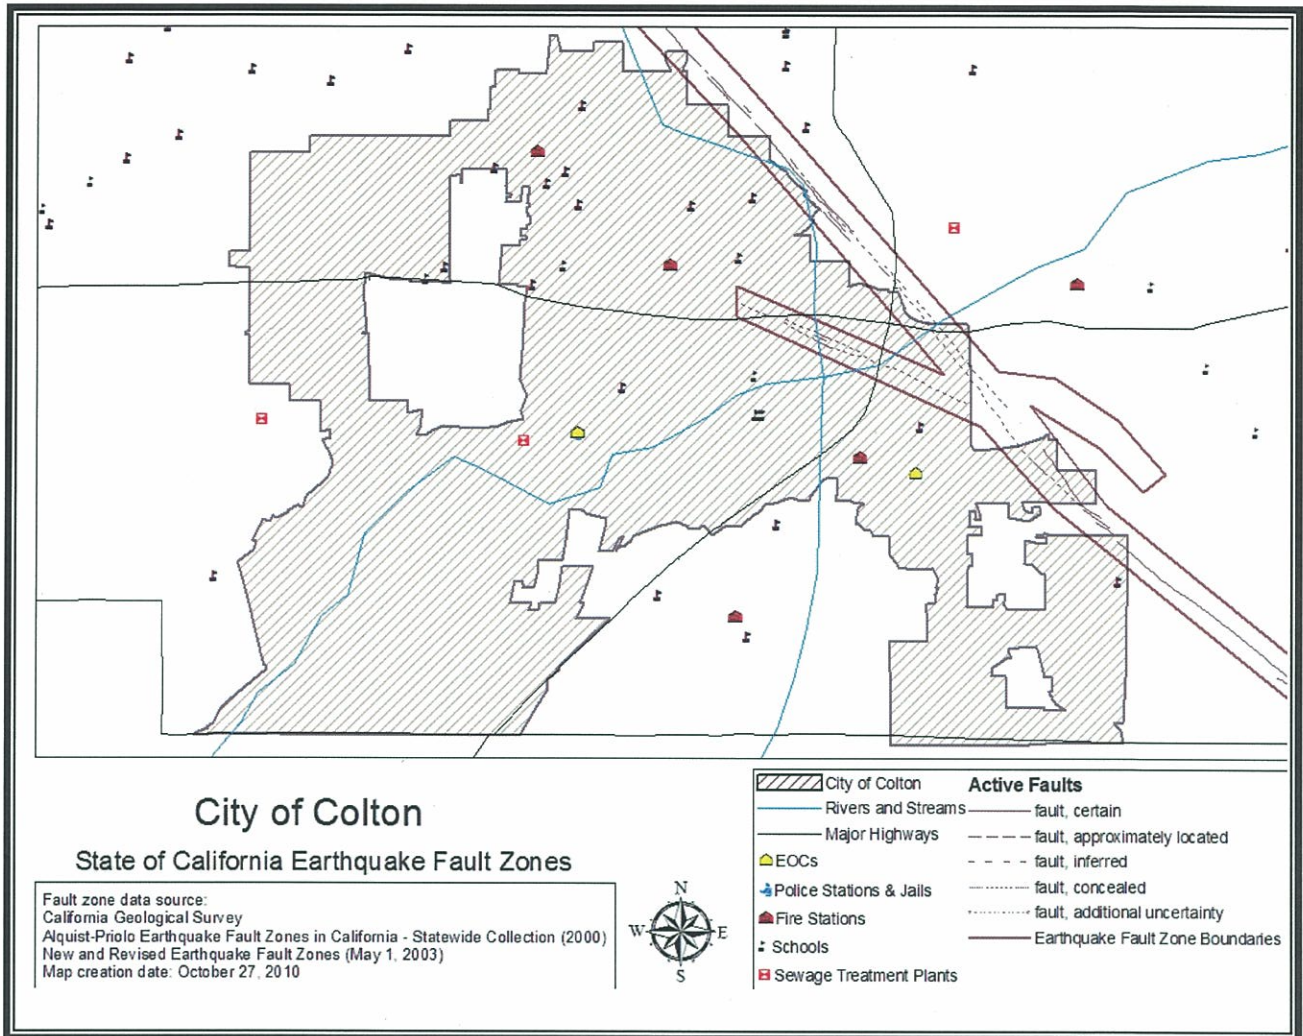 City of Colton
State of California Earthquake Fault Zones
Fault zone data source:
California Geological Survey
Alquist-Priolo Earthquake Fault Zones in California - Statewide Collection (2000)
New and Revised Earthquake Fault Zones (May 1, 2003)
Map creation date: October 27, 2010
N
W
E
S
City of Colton
Rivers and Streams
Major Highways
EOCs
Police Stations & Jails
Fire Stations
Schools
Sewage Treatment Plants
Active Faults
fault, certain
fault, approximately located
fault, inferred
fault, concealed
fault, additional uncertainty
Earthquake Fault Zone Boundaries